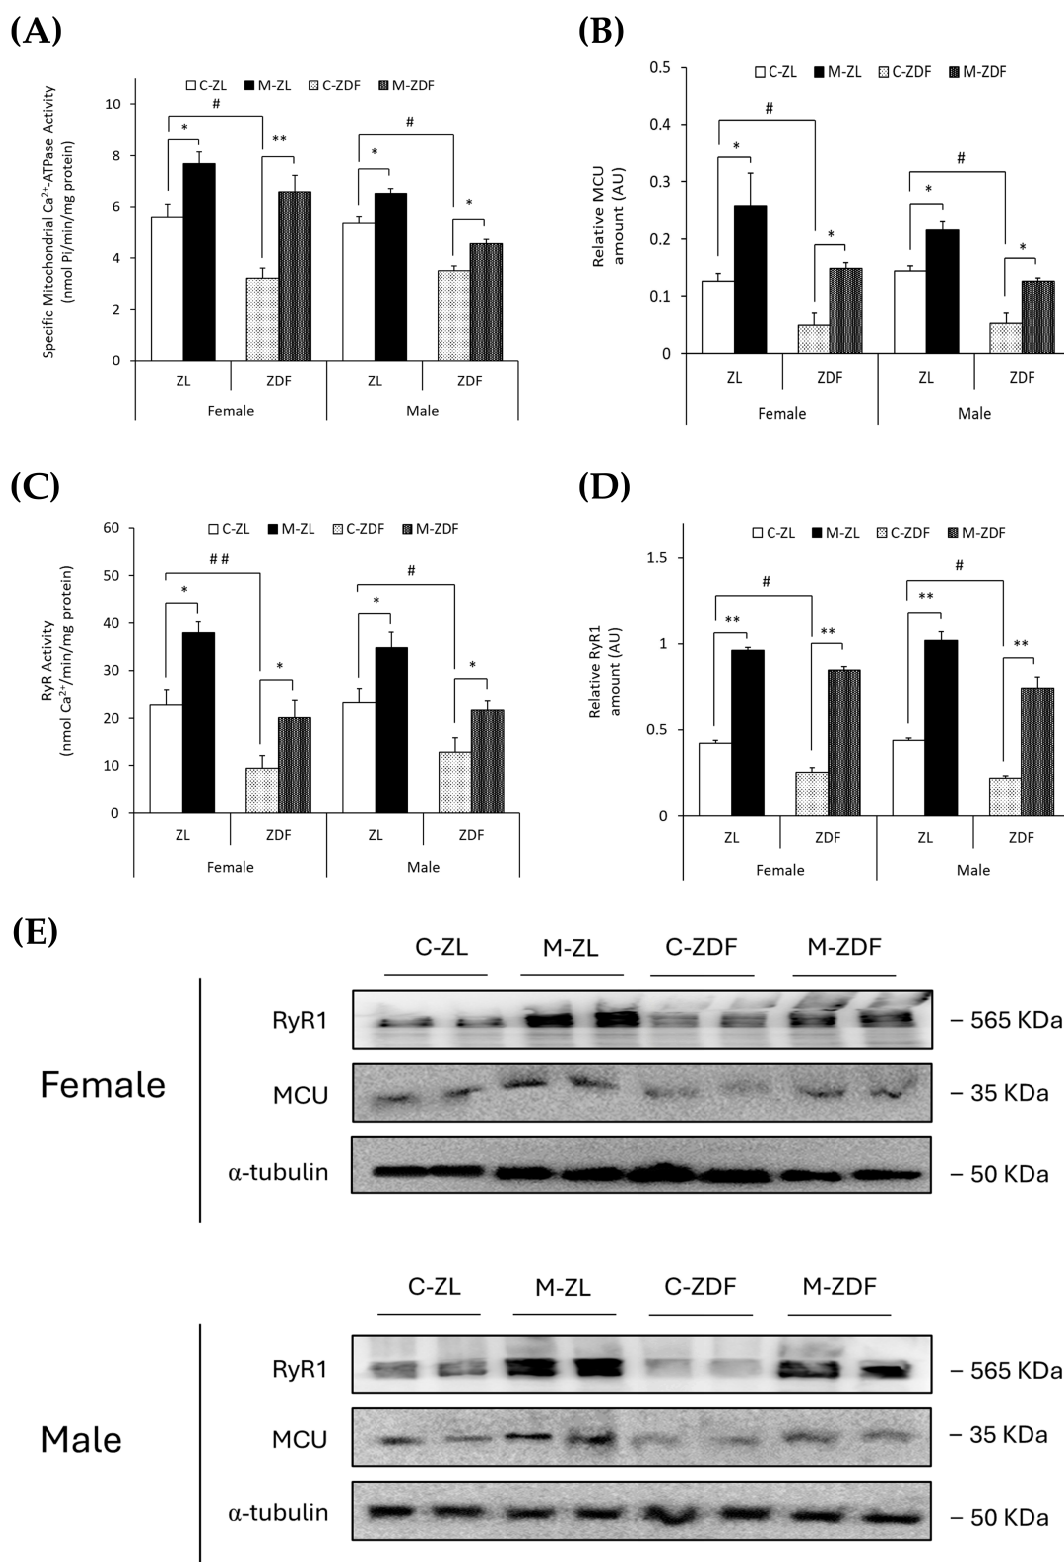 (A)
C-ZL M-ZL C-ZDF M-ZDF
Specific Mitochondrial Ca²⁺-ATPase Activity
(nmol Pi/min/mg protein)
10
8
6
4
2
0
#
*
**
#
*
*
ZL ZDF ZL ZDF
Female Male
(B)
C-ZL M-ZL C-ZDF M-ZDF
Relative MCU
amount (AU)
0.5
0.4
0.3
0.2
0.1
0
#
*
*
#
*
*
ZL ZDF ZL ZDF
Female Male
(C)
C-ZL M-ZL C-ZDF M-ZDF
RyR Activity
(nmol Ca²⁺/min/mg protein)
60
50
40
30
20
10
0
# #
*
*
#
*
*
ZL ZDF ZL ZDF
Female Male
(D)
C-ZL M-ZL C-ZDF M-ZDF
Relative RyR1
amount (AU)
1.5
1
0.5
0
#
**
**
#
**
**
ZL ZDF ZL ZDF
Female Male
(E)
C-ZL M-ZL C-ZDF M-ZDF
Female
RyR1 – 565 KDa
MCU – 35 KDa
α-tubulin – 50 KDa
C-ZL M-ZL C-ZDF M-ZDF
Male
RyR1 – 565 KDa
MCU – 35 KDa
α-tubulin – 50 KDa